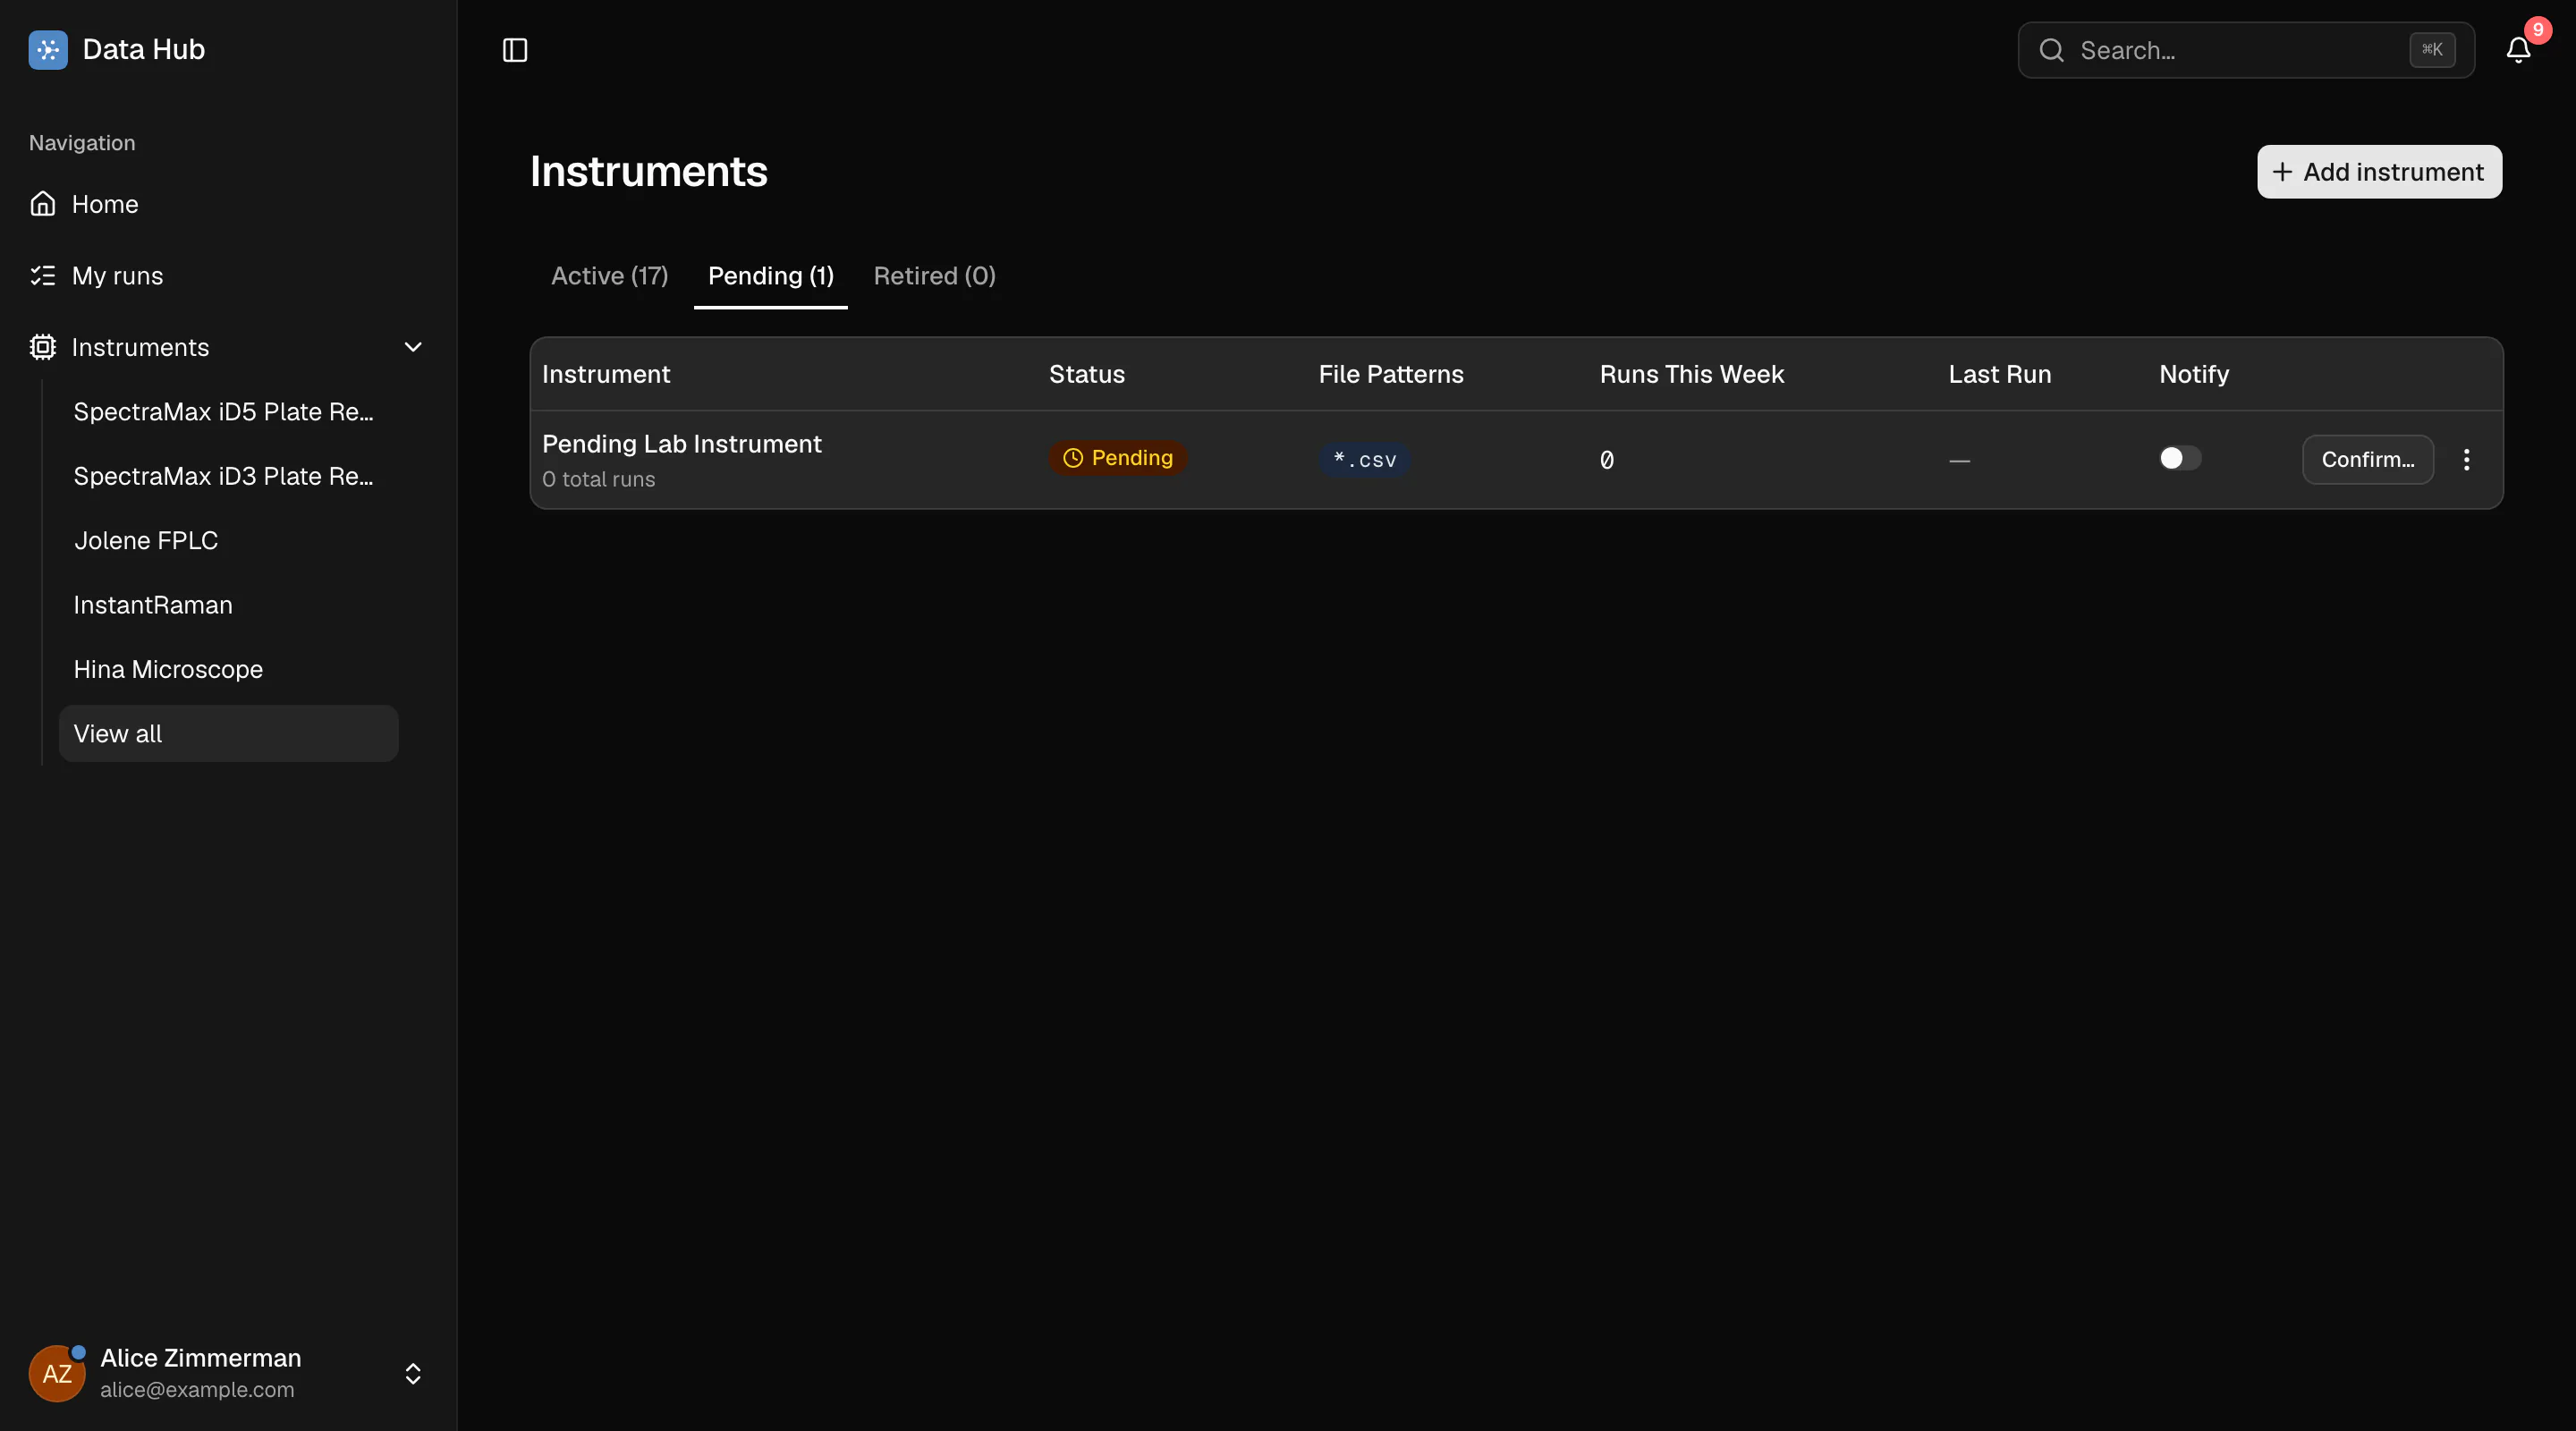 Data Hub
Search...
⌘K
9
Navigation
Home
My runs
Instruments
SpectraMax iD5 Plate Re...
SpectraMax iD3 Plate Re...
Jolene FPLC
InstantRaman
Hina Microscope
View all
Instruments
+ Add instrument
Active (17)
Pending (1)
Retired (0)
Instrument
Status
File Patterns
Runs This Week
Last Run
Notify
Pending Lab Instrument
0 total runs
Pending
*.csv
0
—
Confirm...
AZ
Alice Zimmerman
alice@example.com